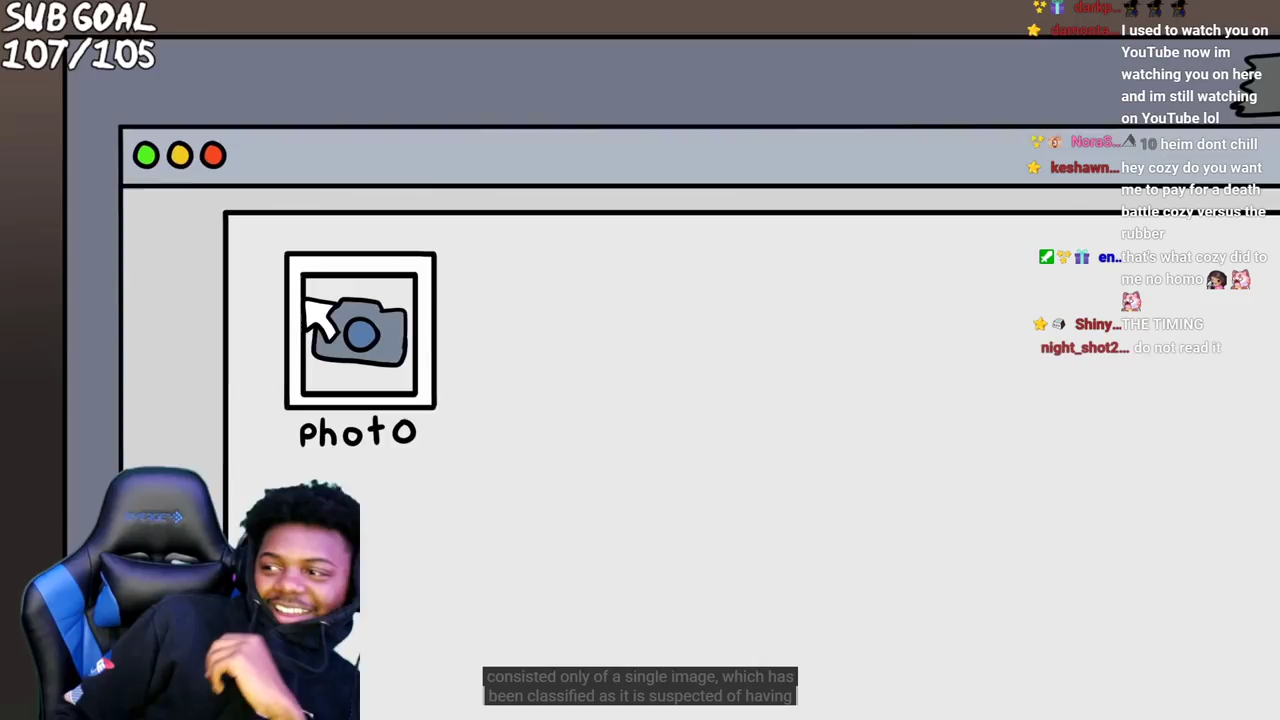 SUB GOAL
107/105
darkp...
damonte... I used to watch you on
YouTube now im
watching you on here
and im still watching
on YouTube lol
NoraS... 10 heim dont chill
keshawn... hey cozy do you want
me to pay for a death
battle cozy versus the
rubber
en.. that's what cozy did to
me no homo
Shiny... THE TIMING
night_shot2... do not read it
photo
consisted only of a single image, which has
been classified as it is suspected of having